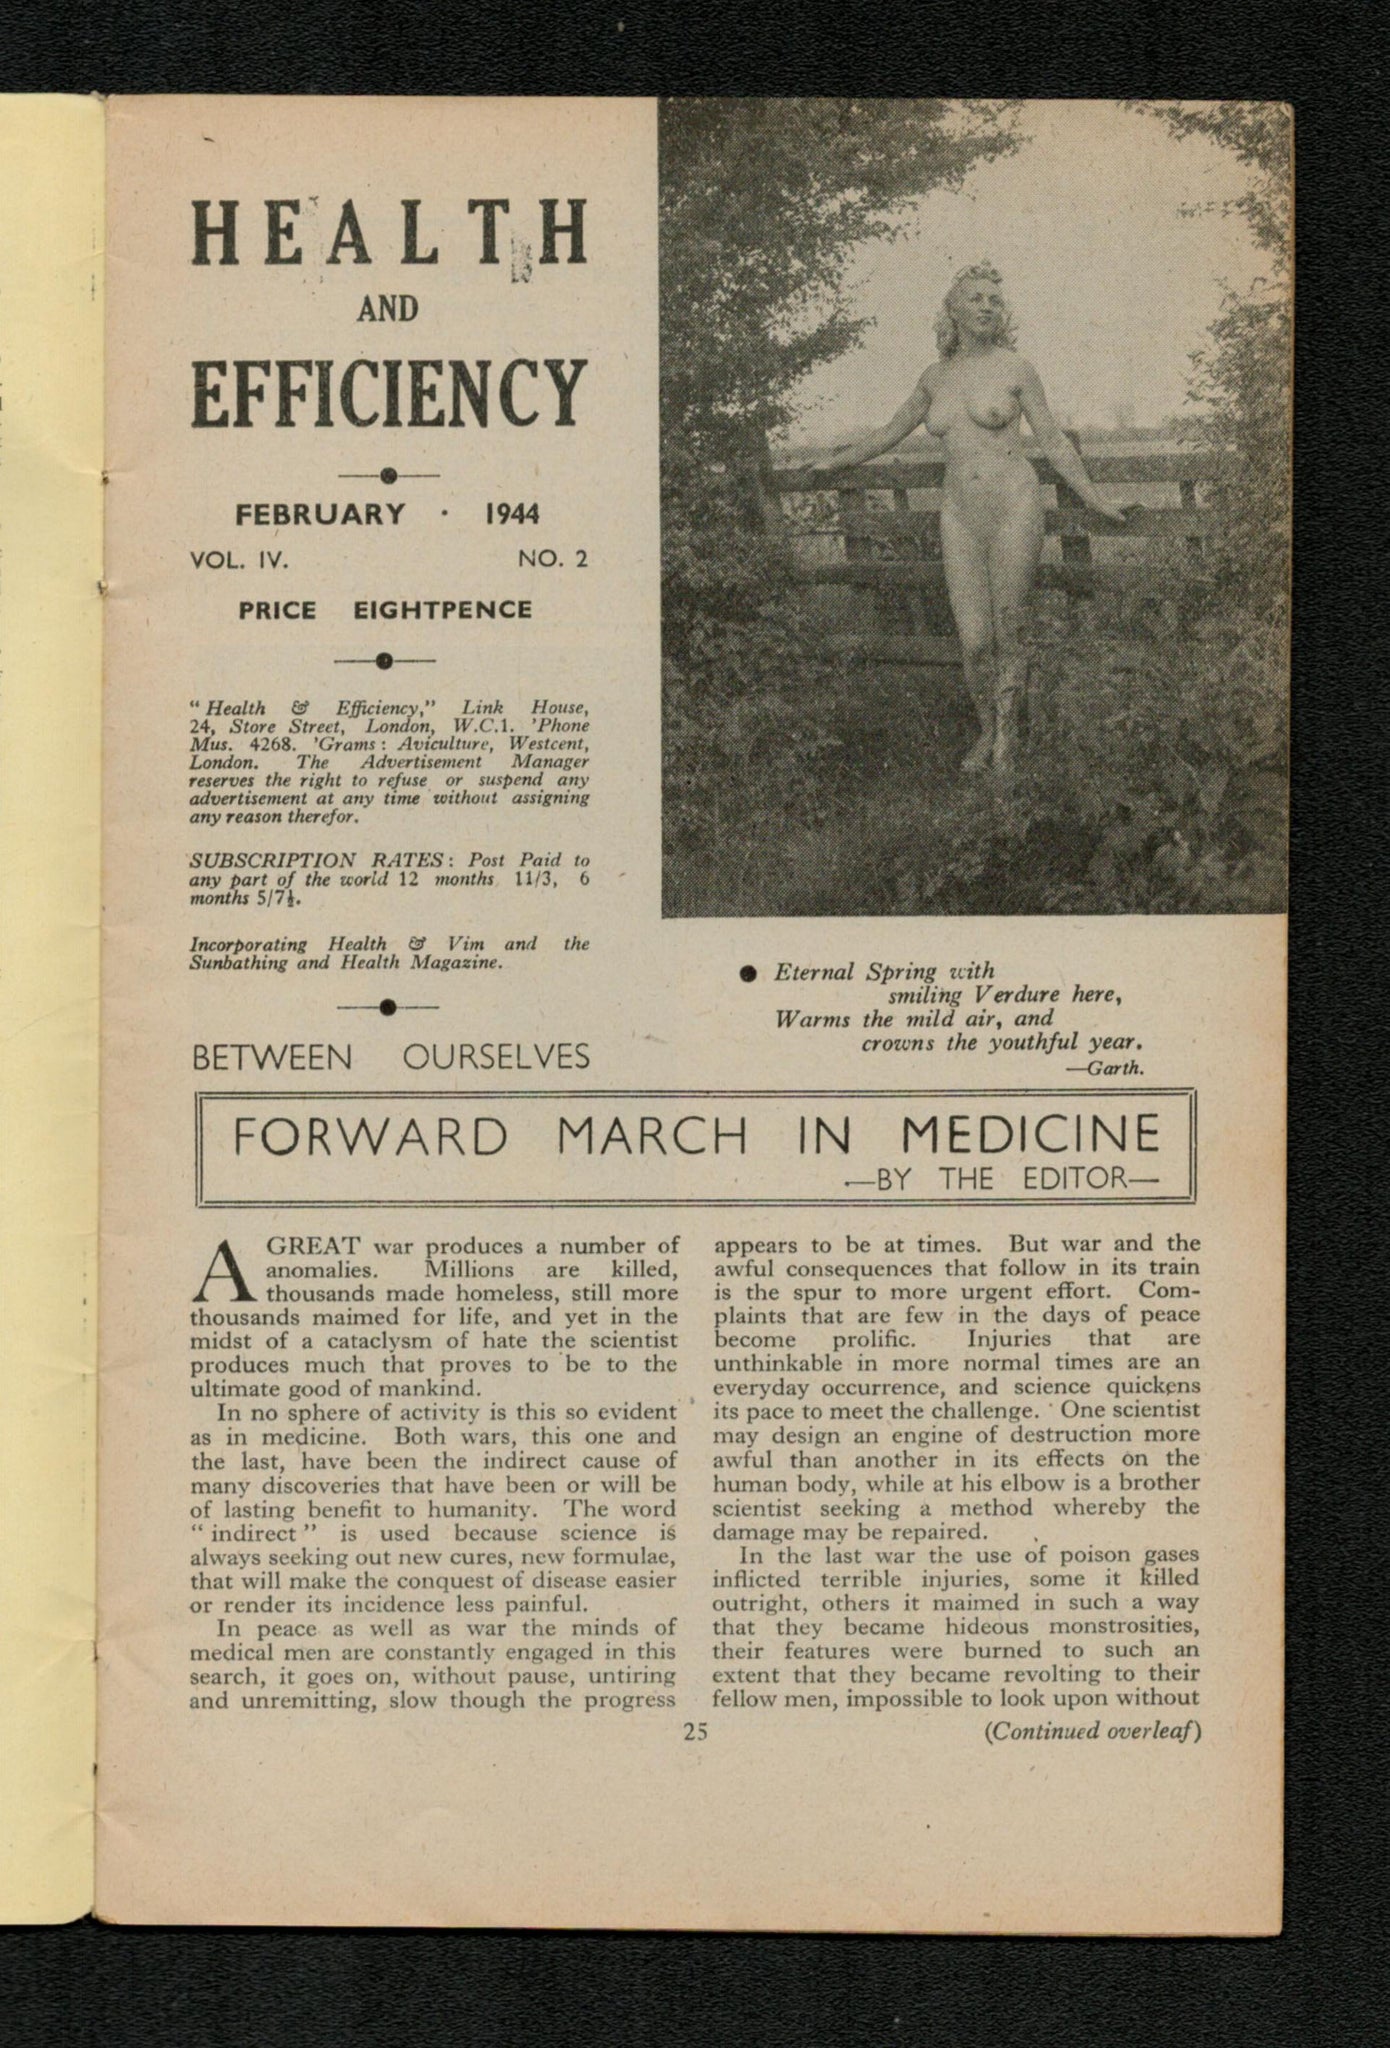 HEALTH
AND
EFFICIENCY
FEBRUARY · 1944
VOL. IV. NO. 2
PRICE EIGHTPENCE
"Health & Efficiency," Link House,
24, Store Street, London, W.C.1. 'Phone
Mus. 4268. 'Grams: Aviculture, Westcent,
London. The Advertisement Manager
reserves the right to refuse or suspend any
advertisement at any time without assigning
any reason therefor.
SUBSCRIPTION RATES: Post Paid to
any part of the world 12 months 11/3, 6
months 5/7½.
Incorporating Health & Vim and the
Sunbathing and Health Magazine.
● Eternal Spring with
smiling Verdure here,
Warms the mild air, and
crowns the youthful year.
—Garth.
BETWEEN OURSELVES
FORWARD MARCH IN MEDICINE
—BY THE EDITOR—
A GREAT war produces a number of
anomalies. Millions are killed,
thousands made homeless, still more
thousands maimed for life, and yet in the
midst of a cataclysm of hate the scientist
produces much that proves to be to the
ultimate good of mankind.
In no sphere of activity is this so evident
as in medicine. Both wars, this one and
the last, have been the indirect cause of
many discoveries that have been or will be
of lasting benefit to humanity. The word
"indirect" is used because science is
always seeking out new cures, new formulae,
that will make the conquest of disease easier
or render its incidence less painful.
In peace as well as war the minds of
medical men are constantly engaged in this
search, it goes on, without pause, untiring
and unremitting, slow though the progress
appears to be at times. But war and the
awful consequences that follow in its train
is the spur to more urgent effort. Com-
plaints that are few in the days of peace
become prolific. Injuries that are
unthinkable in more normal times are an
everyday occurrence, and science quickens
its pace to meet the challenge. One scientist
may design an engine of destruction more
awful than another in its effects on the
human body, while at his elbow is a brother
scientist seeking a method whereby the
damage may be repaired.
In the last war the use of poison gases
inflicted terrible injuries, some it killed
outright, others it maimed in such a way
that they became hideous monstrosities,
their features were burned to such an
extent that they became revolting to their
fellow men, impossible to look upon without
25
(Continued overleaf)